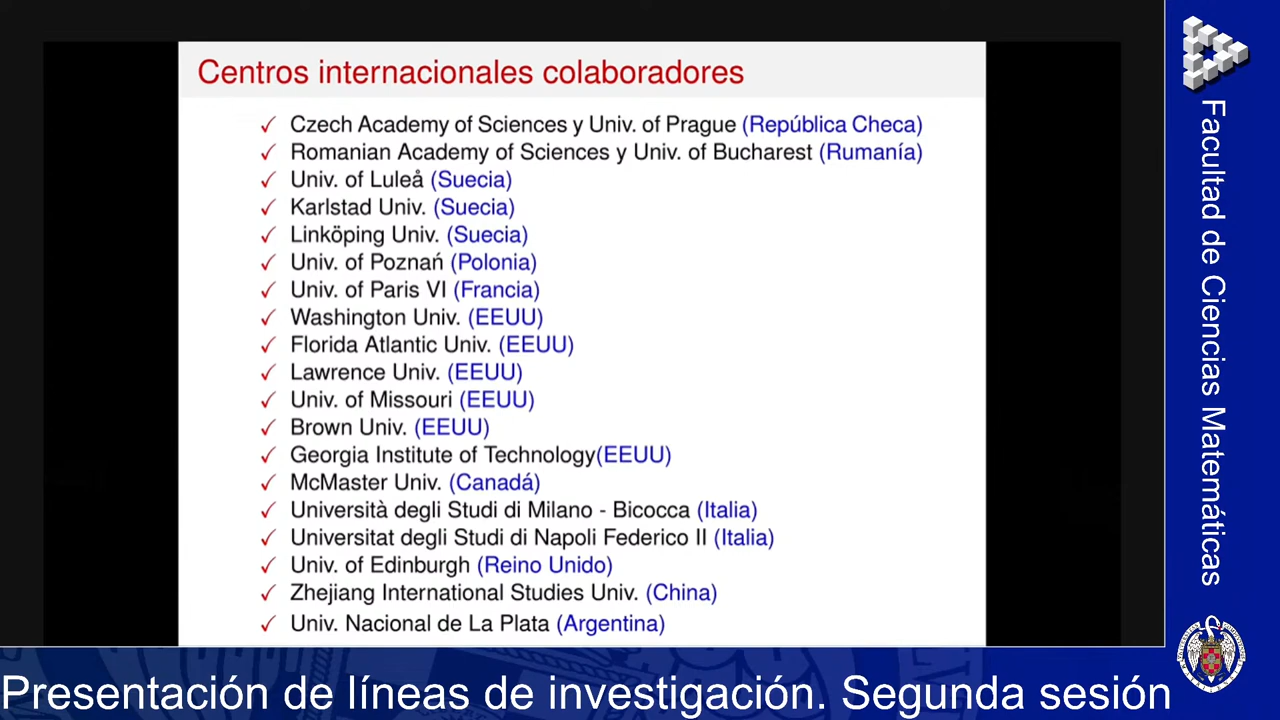 Centros internacionales colaboradores
✓ Czech Academy of Sciences y Univ. of Prague (República Checa)
✓ Romanian Academy of Sciences y Univ. of Bucharest (Rumanía)
✓ Univ. of Luleå (Suecia)
✓ Karlstad Univ. (Suecia)
✓ Linköping Univ. (Suecia)
✓ Univ. of Poznań (Polonia)
✓ Univ. of Paris VI (Francia)
✓ Washington Univ. (EEUU)
✓ Florida Atlantic Univ. (EEUU)
✓ Lawrence Univ. (EEUU)
✓ Univ. of Missouri (EEUU)
✓ Brown Univ. (EEUU)
✓ Georgia Institute of Technology(EEUU)
✓ McMaster Univ. (Canadá)
✓ Università degli Studi di Milano - Bicocca (Italia)
✓ Universitat degli Studi di Napoli Federico II (Italia)
✓ Univ. of Edinburgh (Reino Unido)
✓ Zhejiang International Studies Univ. (China)
✓ Univ. Nacional de La Plata (Argentina)
Facultad de Ciencias Matemáticas
Presentación de líneas de investigación. Segunda sesión